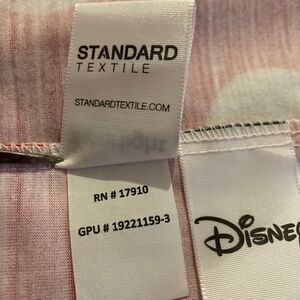 STANDARD
TEXTILE
STANDARDTEXTILE.COM
RN # 17910
GPU # 19221159-3
DISNEY